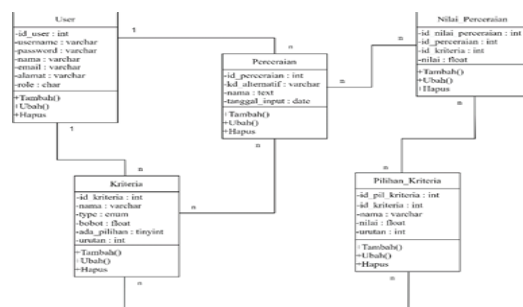 User
-id_user : int
-username : varchar
-password : varchar
-nama : varchar
-email : varchar
-alamat : varchar
-role : char
+Tambah()
+Ubah()
+Hapus
1
1
n
Perceraian
-id_perceraian : int
-kd_alternatif : varchar
-nama : text
-tanggal_input : date
+Tambah()
+Ubah()
+Hapus
n
n
n
Nilai_Perceraian
-id_nilai_perceraian : int
-id_perceraian : int
-id_kriteria : int
-nilai : float
+Tambah()
+Ubah()
+Hapus
n
n
n
Kriteria
-id_kriteria : int
-nama : varchar
-type : enum
-bobot : float
-ada_pilihan : tinyint
-urutan : int
+Tambah()
+Ubah()
+Hapus
n
n
n
Pilihan_Kriteria
-id_pil_kriteria : int
-id_kriteria : int
-nama : varchar
-nilai : float
-urutan : int
+Tambah()
+Ubah()
+Hapus
n